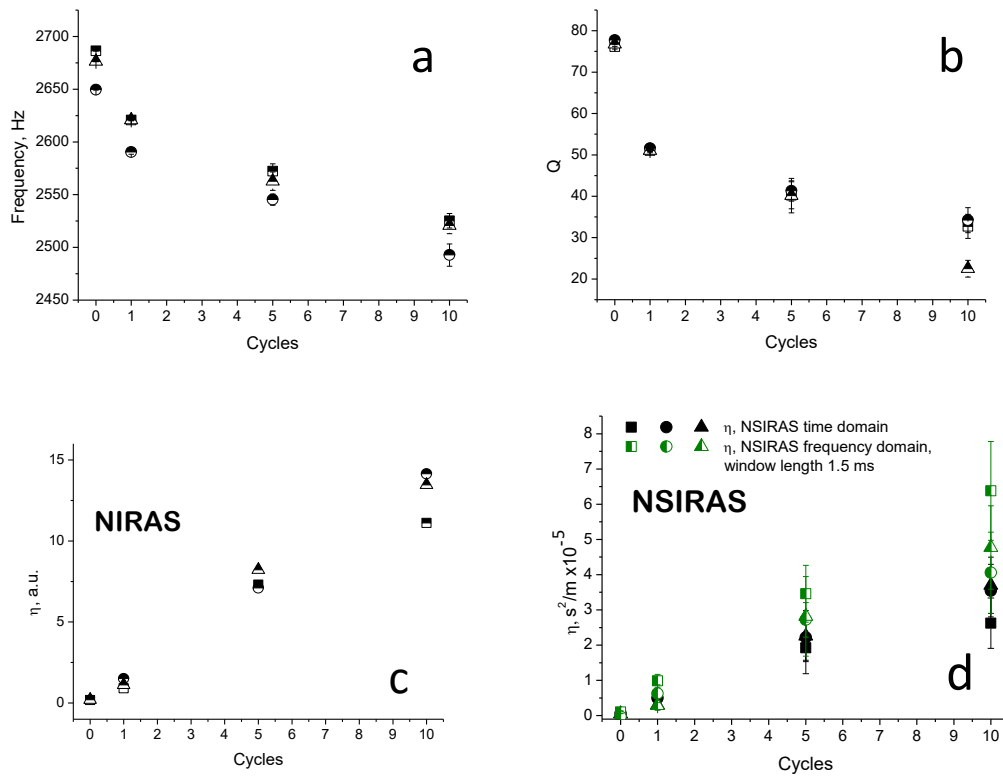 a
2700
2650
2600
2550
2500
2450
Frequency, Hz
0 1 2 3 4 5 6 7 8 9 10
Cycles
b
80
70
60
50
40
30
20
Q
0 1 2 3 4 5 6 7 8 9 10
Cycles
NIRAS
15
10
5
0
η, a.u.
c
0 1 2 3 4 5 6 7 8 9 10
Cycles
η, NSIRAS time domain
η, NSIRAS frequency domain,
window length 1.5 ms
NSIRAS
8
7
6
5
4
3
2
1
0
η, s²/m x10⁻⁵
d
0 1 2 3 4 5 6 7 8 9 10
Cycles